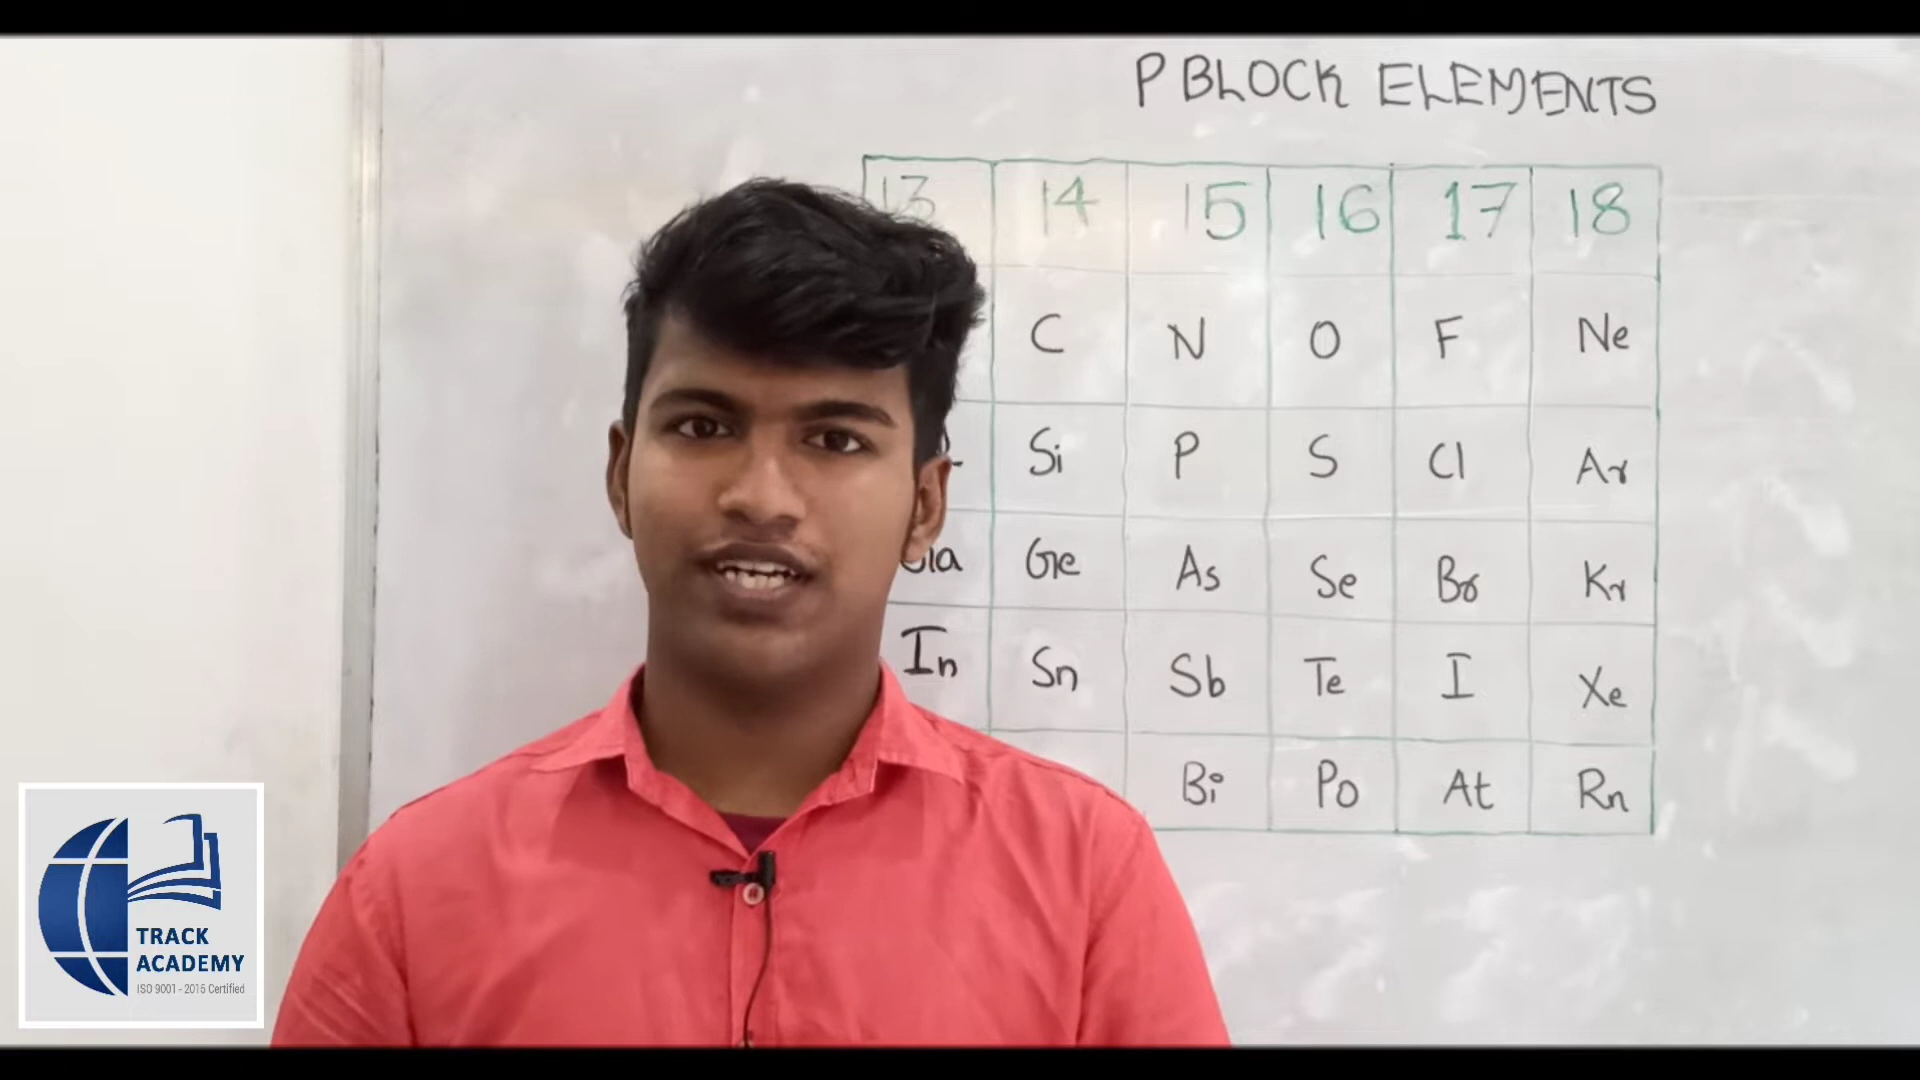 P BLOCK ELEMENTS
13 14 15 16 17 18
C N O F Ne
Si P S Cl Ar
Ge As Se Br Kr
In Sn Sb Te I Xe
Bi Po At Rn
TRACK
ACADEMY
ISO 9001 - 2015 Certified